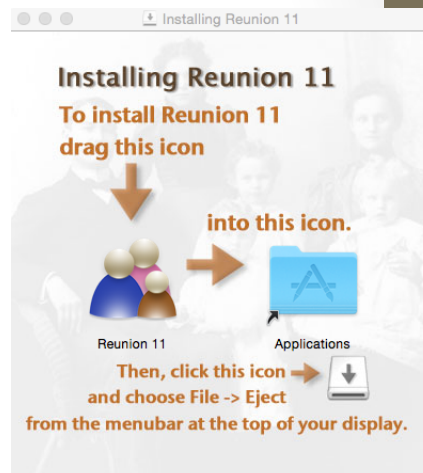 Installing Reunion 11
Installing Reunion 11
To install Reunion 11
drag this icon
into this icon.
Reunion 11
Applications
Then, click this icon
and choose File -> Eject
from the menubar at the top of your display.